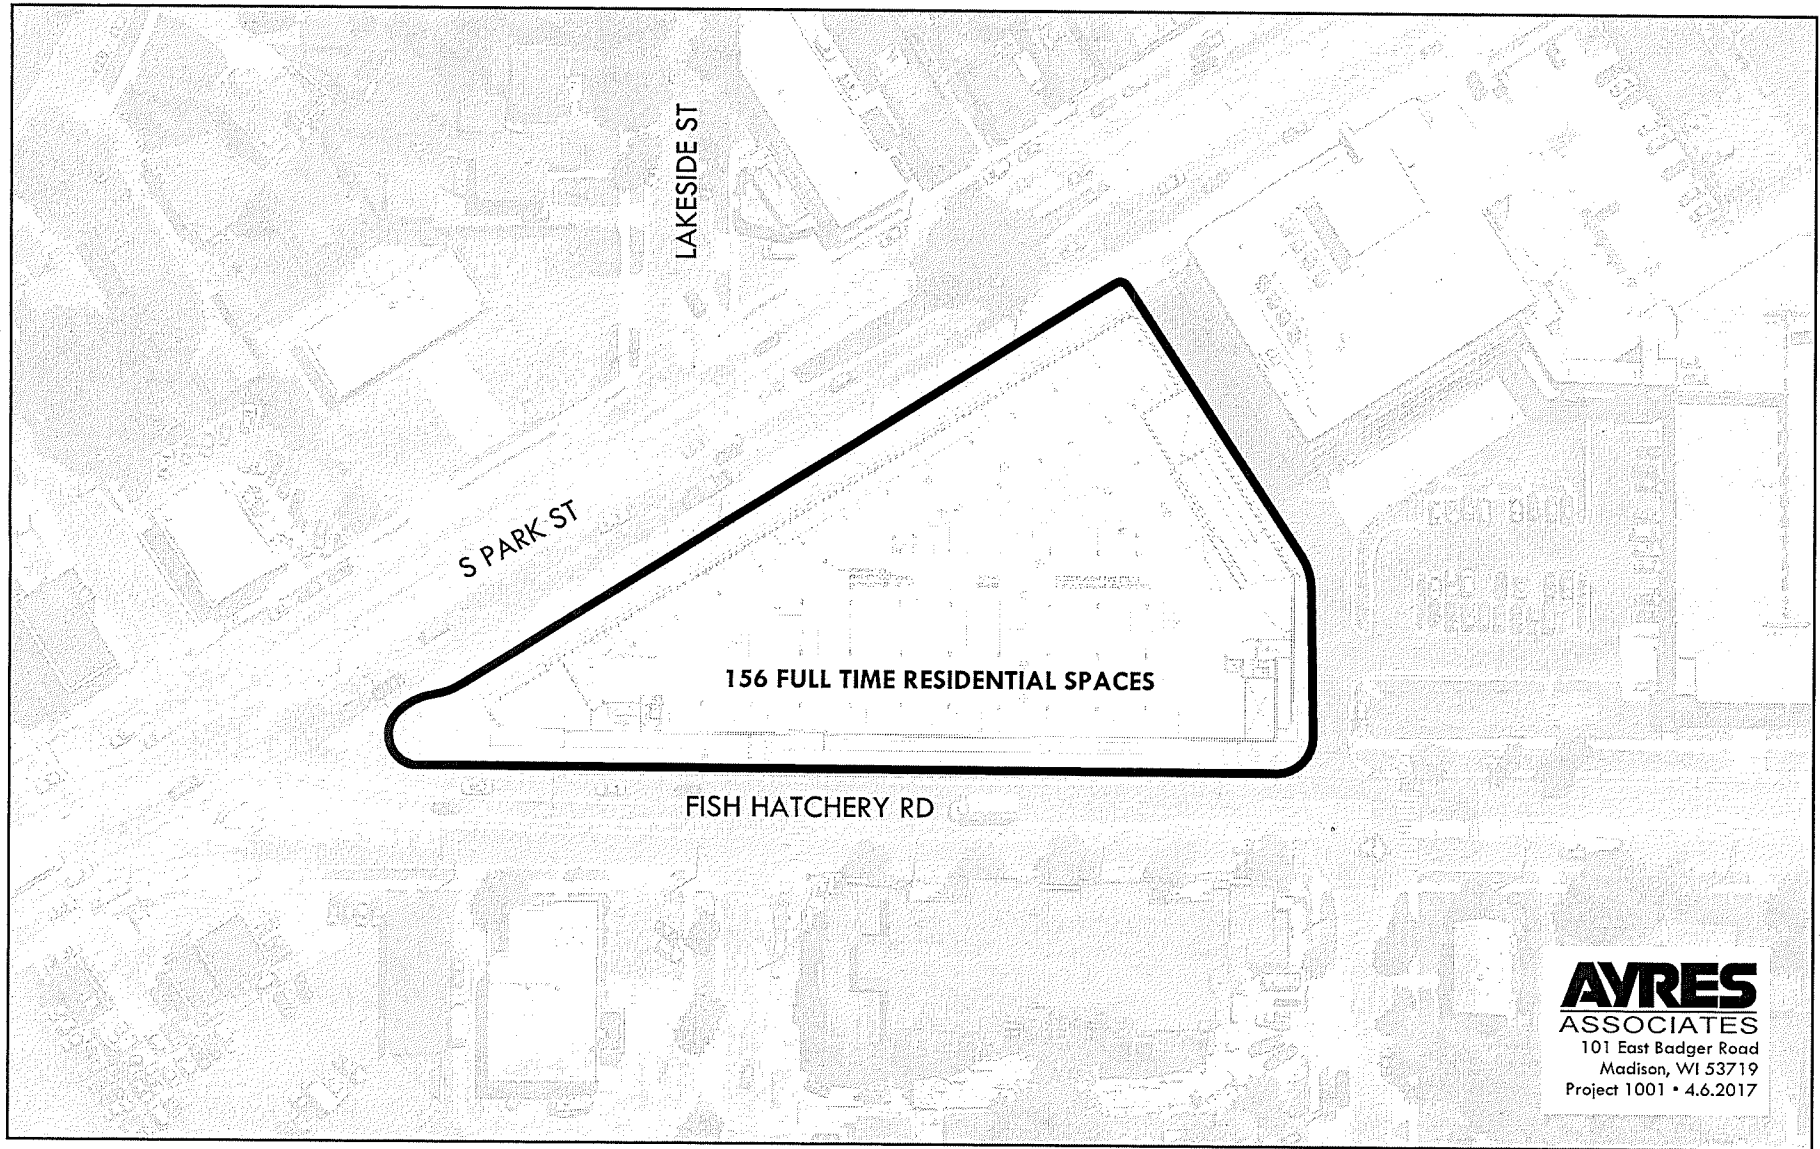 LAKESIDE ST
S PARK ST
156 FULL TIME RESIDENTIAL SPACES
FISH HATCHERY RD
AYRES
ASSOCIATES
101 East Badger Road
Madison, WI 53719
Project 1001 • 4.6.2017